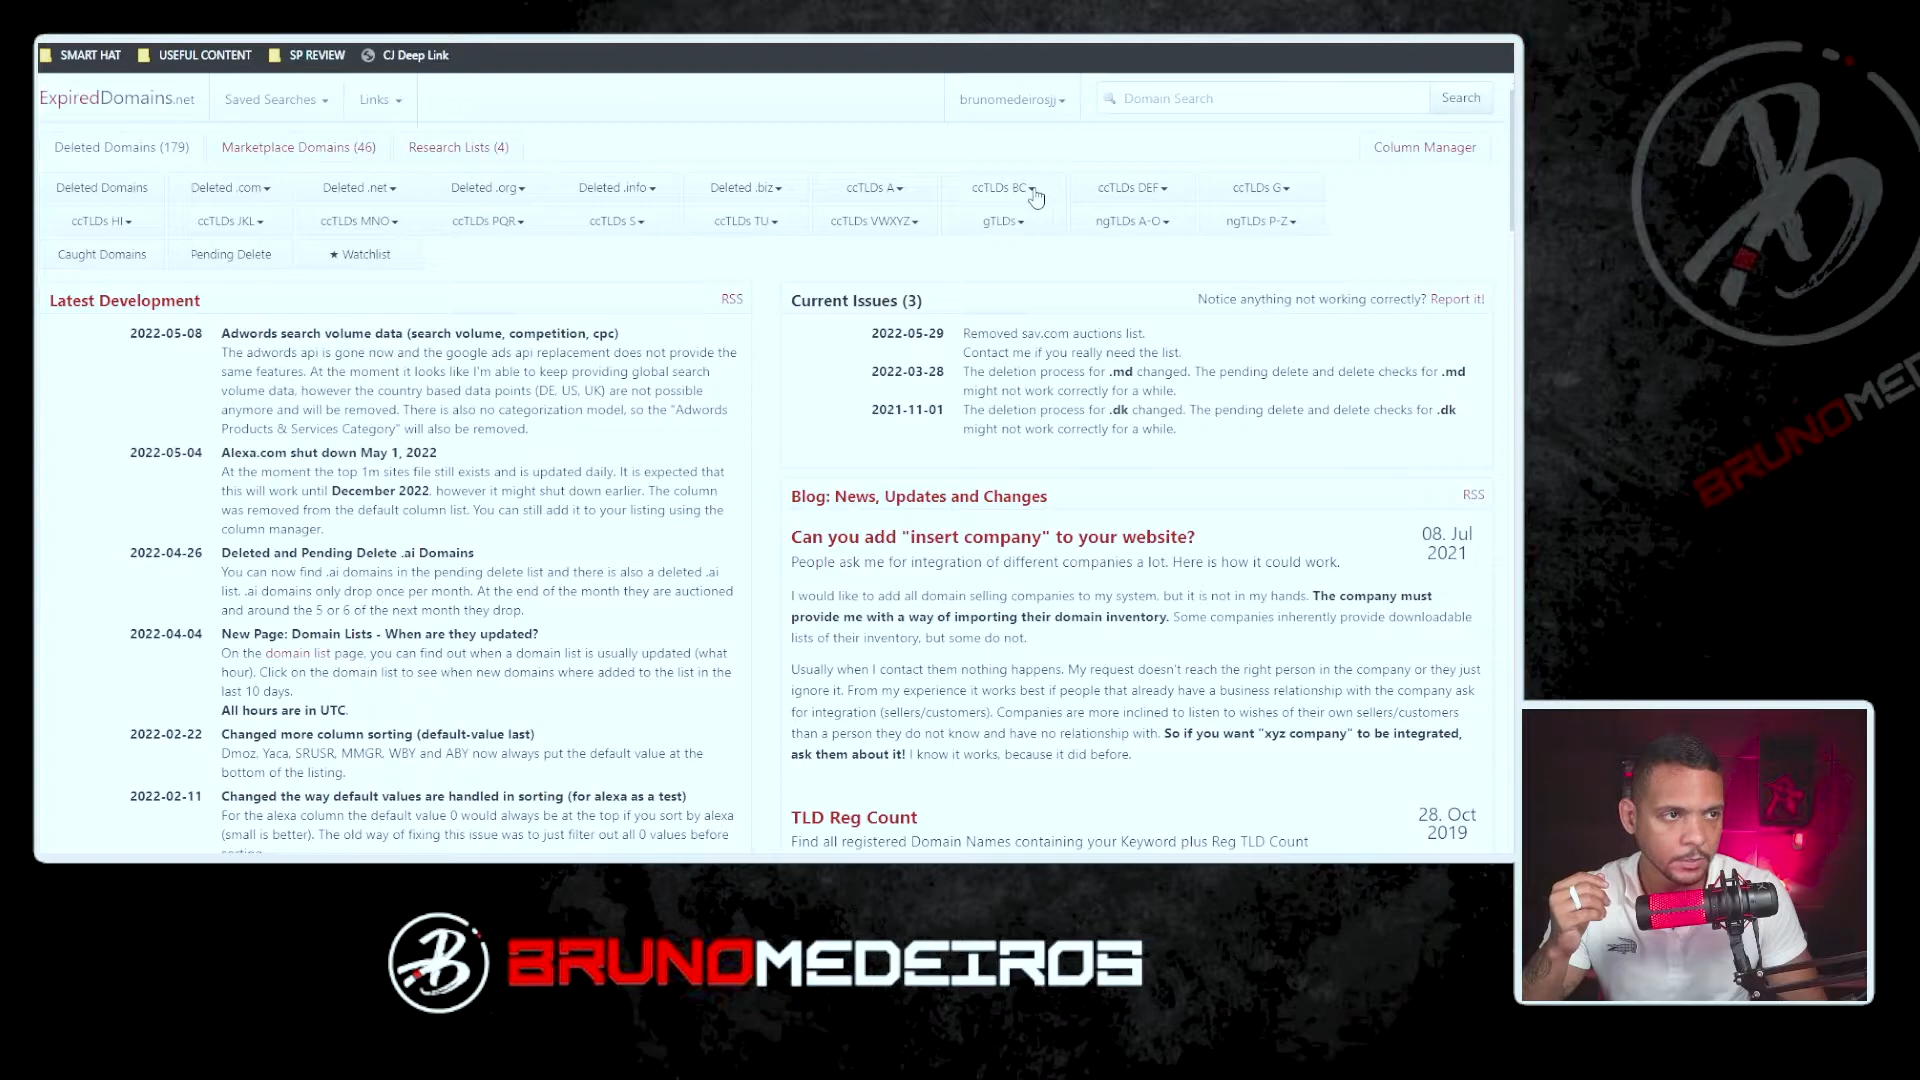 SMART HAT USEFUL CONTENT SP REVIEW CJ Deep Link
ExpiredDomains.net Saved Searches Links brunomedeirosjj Domain Search Search
Deleted Domains (179) Marketplace Domains (46) Research Lists (4) Column Manager
Deleted Domains Deleted .com Deleted .net Deleted .org Deleted .info Deleted .biz ccTLDs A ccTLDs BC ccTLDs DEF ccTLDs G
ccTLDs HI ccTLDs JKL ccTLDs MNO ccTLDs PQR ccTLDs S ccTLDs TU ccTLDs VWXYZ gTLDs ngTLDs A-O ngTLDs P-Z
Caught Domains Pending Delete ★ Watchlist
Latest Development RSS
2022-05-08 Adwords search volume data (search volume, competition, cpc)
The adwords api is gone now and the google ads api replacement does not provide the
same features. At the moment it looks like I'm able to keep providing global search
volume data, however the country based data points (DE, US, UK) are not possible
anymore and will be removed. There is also no categorization model, so the "Adwords
Products & Services Category" will also be removed.
2022-05-04 Alexa.com shut down May 1, 2022
At the moment the top 1m sites file still exists and is updated daily. It is expected that
this will work until December 2022, however it might shut down earlier. The column
was removed from the default column list. You can still add it to your listing using the
column manager.
2022-04-26 Deleted and Pending Delete .ai Domains
You can now find .ai domains in the pending delete list and there is also a deleted .ai
list. .ai domains only drop once per month. At the end of the month they are auctioned
and around the 5 or 6 of the next month they drop.
2022-04-04 New Page: Domain Lists - When are they updated?
On the domain list page, you can find out when a domain list is usually updated (what
hour). Click on the domain list to see when new domains where added to the list in the
last 10 days.
All hours are in UTC.
2022-02-22 Changed more column sorting (default-value last)
Dmoz, Yaca, SRUSR, MMGR, WBY and ABY now always put the default value at the
bottom of the listing.
2022-02-11 Changed the way default values are handled in sorting (for alexa as a test)
For the alexa column the default value 0 would always be at the top if you sort by alexa
(small is better). The old way of fixing this issue was to just filter out all 0 values before
Current Issues (3) Notice anything not working correctly? Report it!
2022-05-29 Removed sav.com auctions list.
Contact me if you really need the list.
2022-03-28 The deletion process for .md changed. The pending delete and delete checks for .md
might not work correctly for a while.
2021-11-01 The deletion process for .dk changed. The pending delete and delete checks for .dk
might not work correctly for a while.
Blog: News, Updates and Changes RSS
Can you add "insert company" to your website? 08. Jul
2021
People ask me for integration of different companies a lot. Here is how it could work.
I would like to add all domain selling companies to my system, but it is not in my hands. The company must
provide me with a way of importing their domain inventory. Some companies inherently provide downloadable
lists of their inventory, but some do not.
Usually when I contact them nothing happens. My request doesn't reach the right person in the company or they just
ignore it. From my experience it works best if people that already have a business relationship with the company ask
for integration (sellers/customers). Companies are more inclined to listen to wishes of their own sellers/customers
than a person they do not know and have no relationship with. So if you want "xyz company" to be integrated,
ask them about it! I know it works, because it did before.
TLD Reg Count 28. Oct
2019
Find all registered Domain Names containing your Keyword plus Reg TLD Count
BRUNOMEDEIROS
BRUNOMED